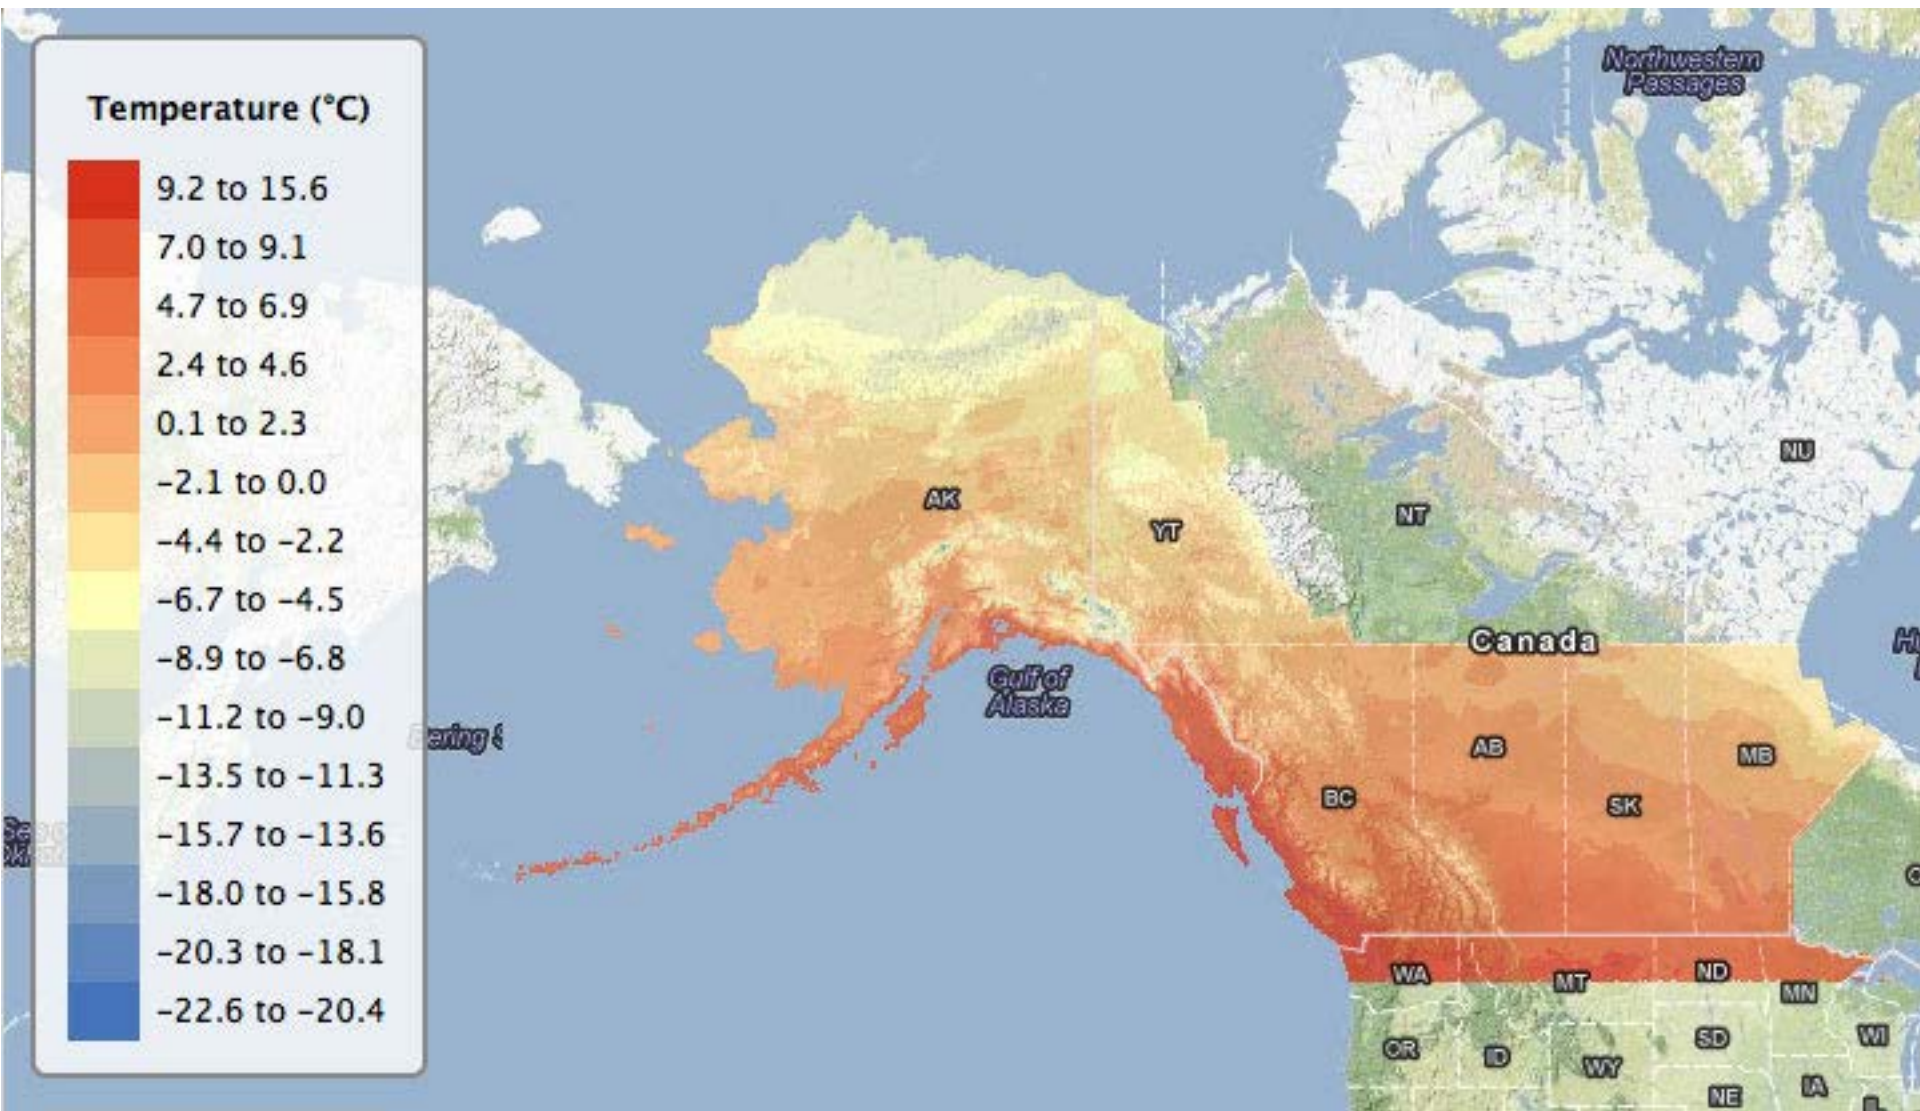 Temperature (°C)
9.2 to 15.6
7.0 to 9.1
4.7 to 6.9
2.4 to 4.6
0.1 to 2.3
-2.1 to 0.0
-4.4 to -2.2
-6.7 to -4.5
-8.9 to -6.8
-11.2 to -9.0
-13.5 to -11.3
-15.7 to -13.6
-18.0 to -15.8
-20.3 to -18.1
-22.6 to -20.4
Northwestern
Passages
NU
AK
NT
YT
Canada
Gulf of
Alaska
AB
MB
BC
SK
WA
MT
ND
MN
OR
ID
WY
SD
WI
NE
IA